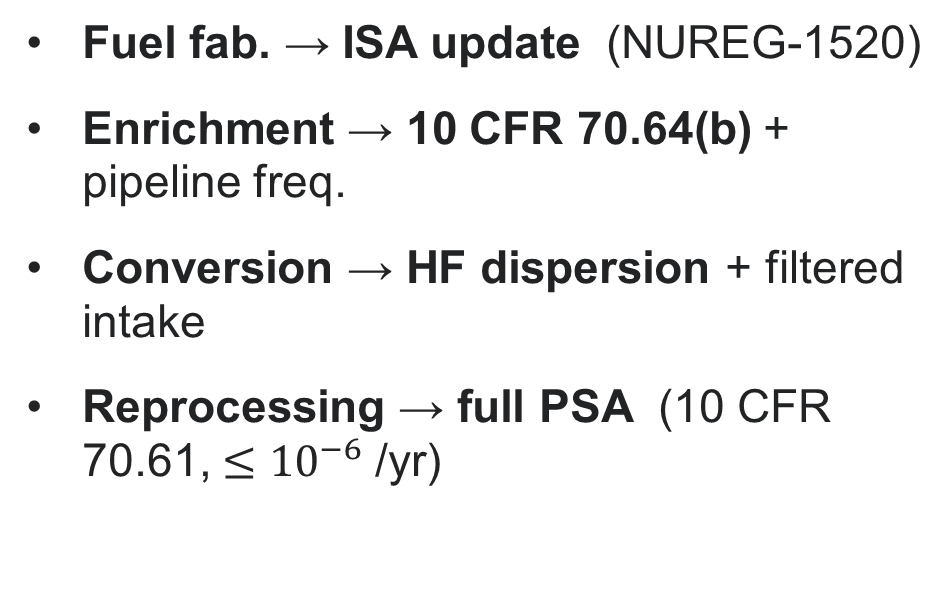 • Fuel fab. → ISA update (NUREG-1520)
• Enrichment → 10 CFR 70.64(b) +
pipeline freq.
• Conversion → HF dispersion + filtered
intake
• Reprocessing → full PSA (10 CFR
70.61, ≤ 10⁻⁶ /yr)